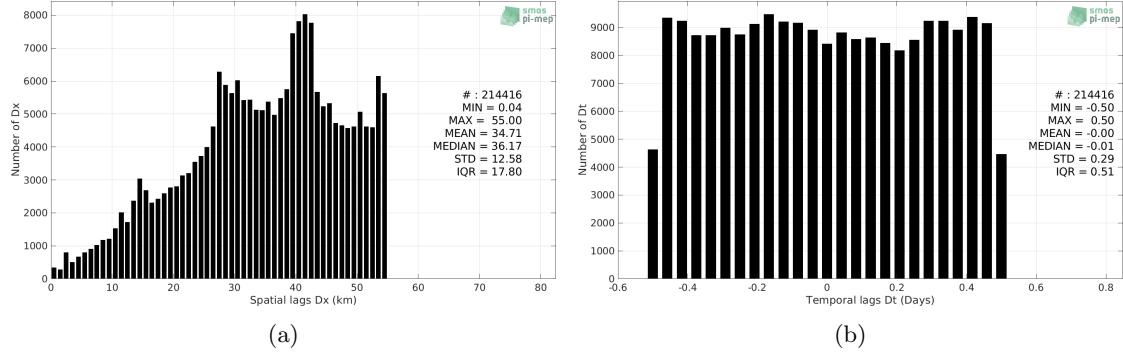 8000
7000
6000
5000
4000
3000
2000
1000
0
Number of Dx
0 10 20 30 40 50 60 70 80
Spatial lags Dx (km)
smos
pi-mep
# : 214416
MIN = 0.04
MAX = 55.00
MEAN = 34.71
MEDIAN = 36.17
STD = 12.58
IQR = 17.80
(a)
9000
8000
7000
6000
5000
4000
3000
2000
1000
0
Number of Dt
-0.6 -0.4 -0.2 0 0.2 0.4 0.6 0.8
Temporal lags Dt (Days)
smos
pi-mep
# : 214416
MIN = -0.50
MAX = 0.50
MEAN = -0.00
MEDIAN = -0.01
STD = 0.29
IQR = 0.51
(b)